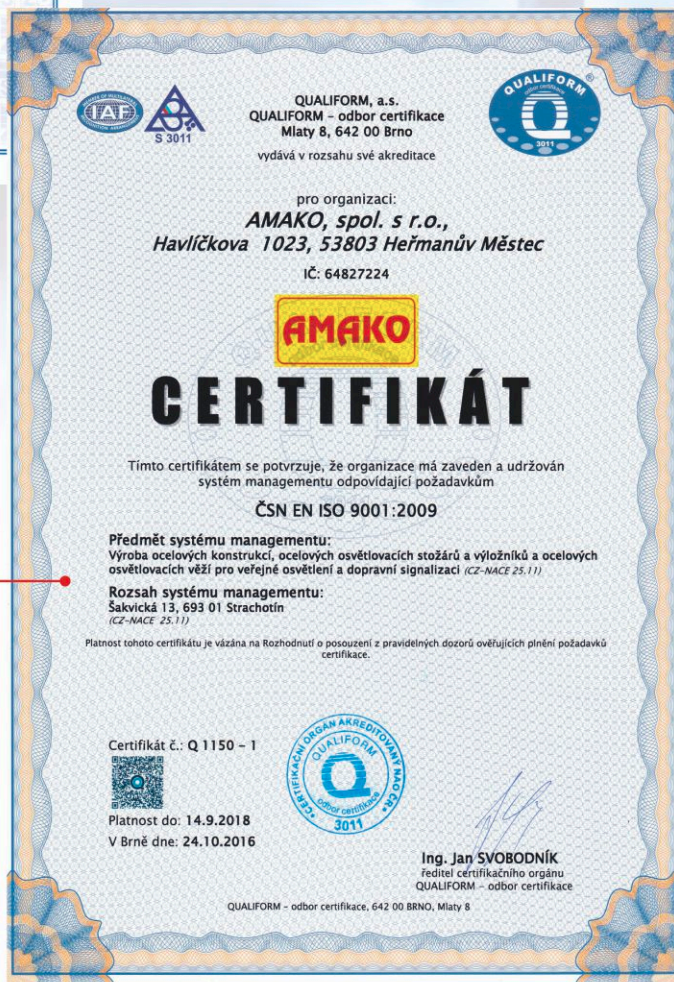 IAF
S 3011
QUALIFORM, a.s.
QUALIFORM – odbor certifikace
Mlaty 8, 642 00 Brno
vydává v rozsahu své akreditace
QUALIFORM
odbor certifikace
3011
pro organizaci:
AMAKO, spol. s r.o.,
Havlíčkova 1023, 53803 Heřmanův Městec
IČ: 64827224
AMAKO
CERTIFIKÁT
Tímto certifikátem se potvrzuje, že organizace má zaveden a udržován
systém managementu odpovídající požadavkům
ČSN EN ISO 9001:2009
Předmět systému managementu:
Výroba ocelových konstrukcí, ocelových osvětlovacích stožárů a výložníků a ocelových
osvětlovacích věží pro veřejné osvětlení a dopravní signalizaci (CZ-NACE 25.11)
Rozsah systému managementu:
Šakvická 13, 693 01 Strachotín
(CZ-NACE 25.11)
Platnost tohoto certifikátu je vázána na Rozhodnutí o posouzení z pravidelných dozorů ověřujících plnění požadavků
certifikace.
Certifikát č.: Q 1150 – 1
Platnost do: 14.9.2018
V Brně dne: 24.10.2016
CERTIFIKAČNÍ ORGÁN AKREDITOVANÝ NAO ČR
QUALIFORM
odbor certifikace
3011
Ing. Jan SVOBODNÍK
ředitel certifikačního orgánu
QUALIFORM – odbor certifikace
QUALIFORM – odbor certifikace, 642 00 BRNO, Mlaty 8